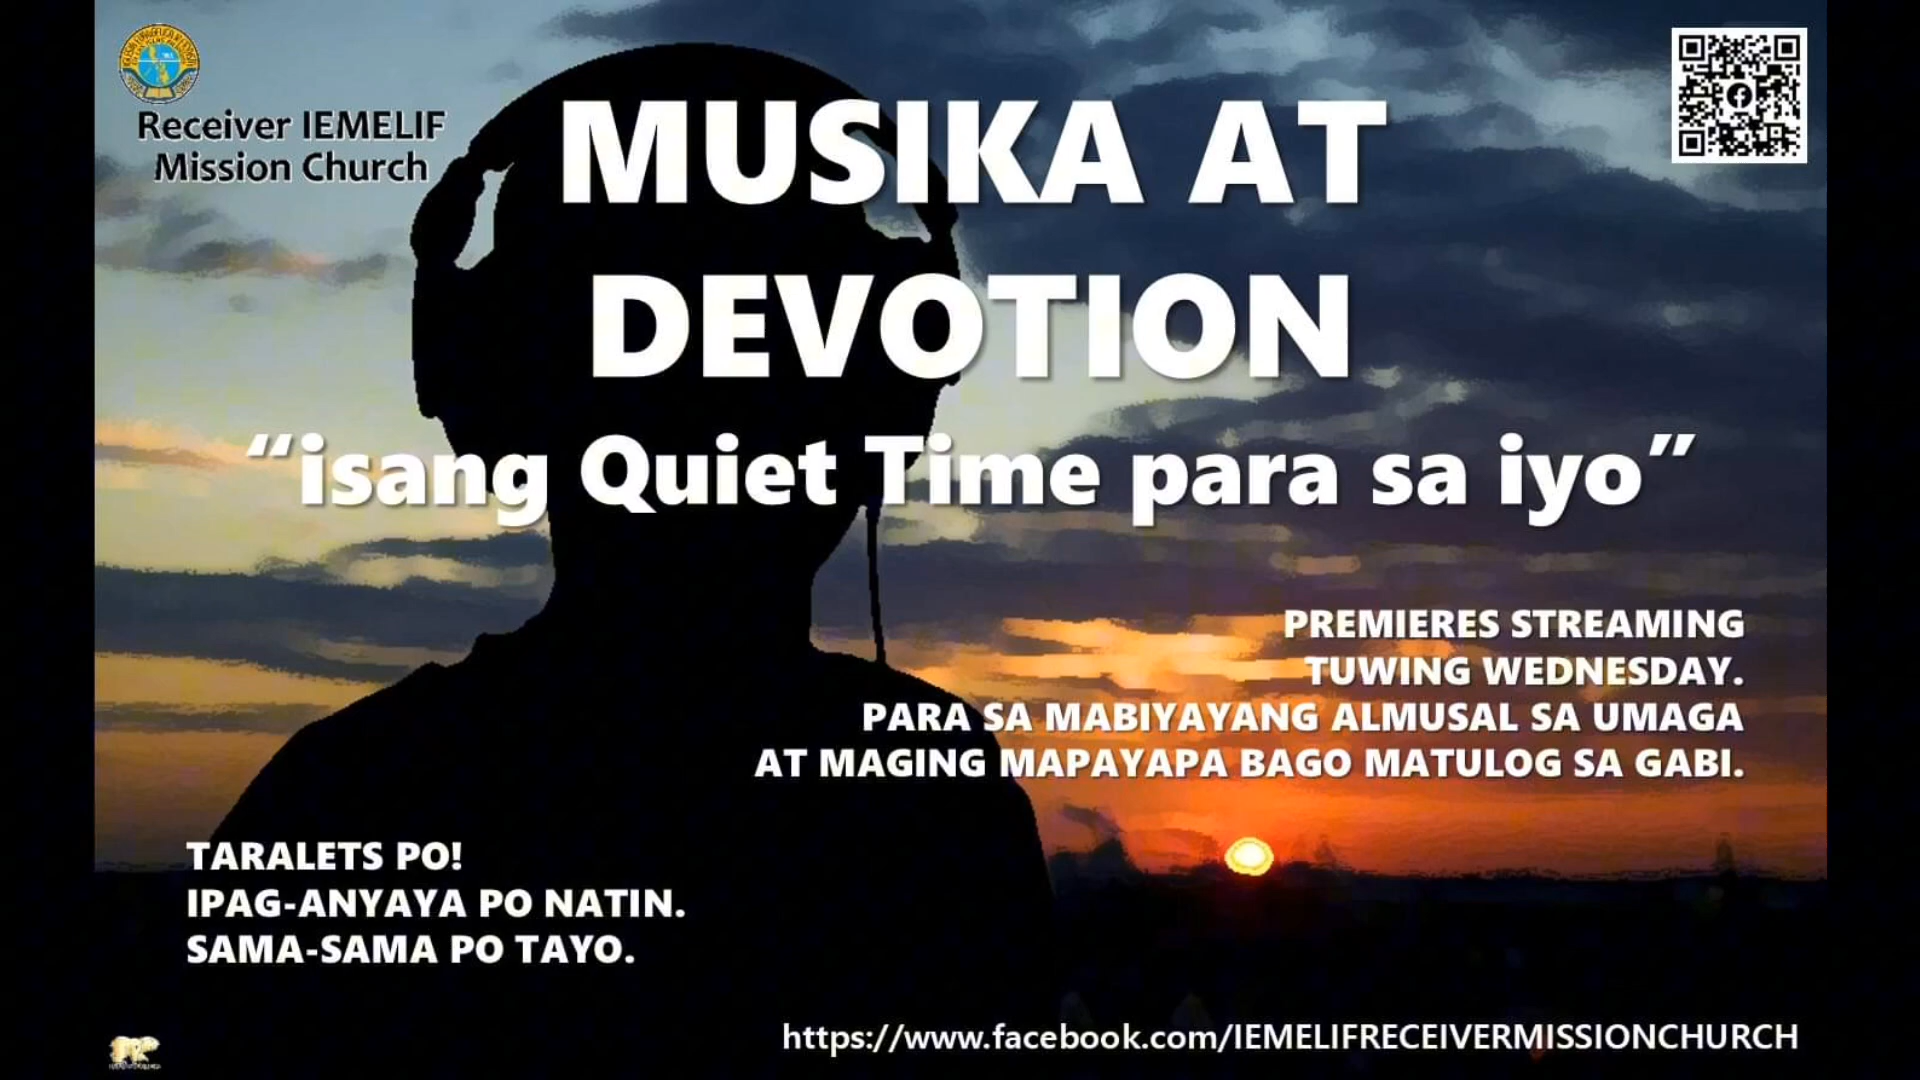 Receiver IEMELIF
Mission Church
MUSIKA AT
DEVOTION
“isang Quiet Time para sa iyo”
PREMIERES STREAMING
TUWING WEDNESDAY.
PARA SA MABIYAYANG ALMUSAL SA UMAGA
AT MAGING MAPAYAPA BAGO MATULOG SA GABI.
TARALETS PO!
IPAG-ANYAYA PO NATIN.
SAMA-SAMA PO TAYO.
https://www.facebook.com/IEMELIFRECEIVERMISSIONCHURCH